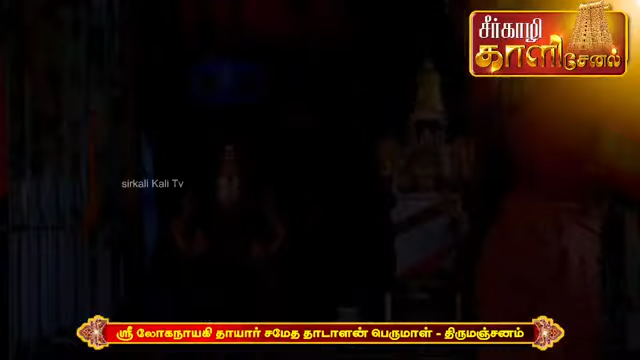 சீர்காழி
காளி சேனல்
sirkali Kali Tv
ஸ்ரீ லோகநாயகி தாயார் சமேத தாடாளன் பெருமாள் - திருமஞ்சனம்